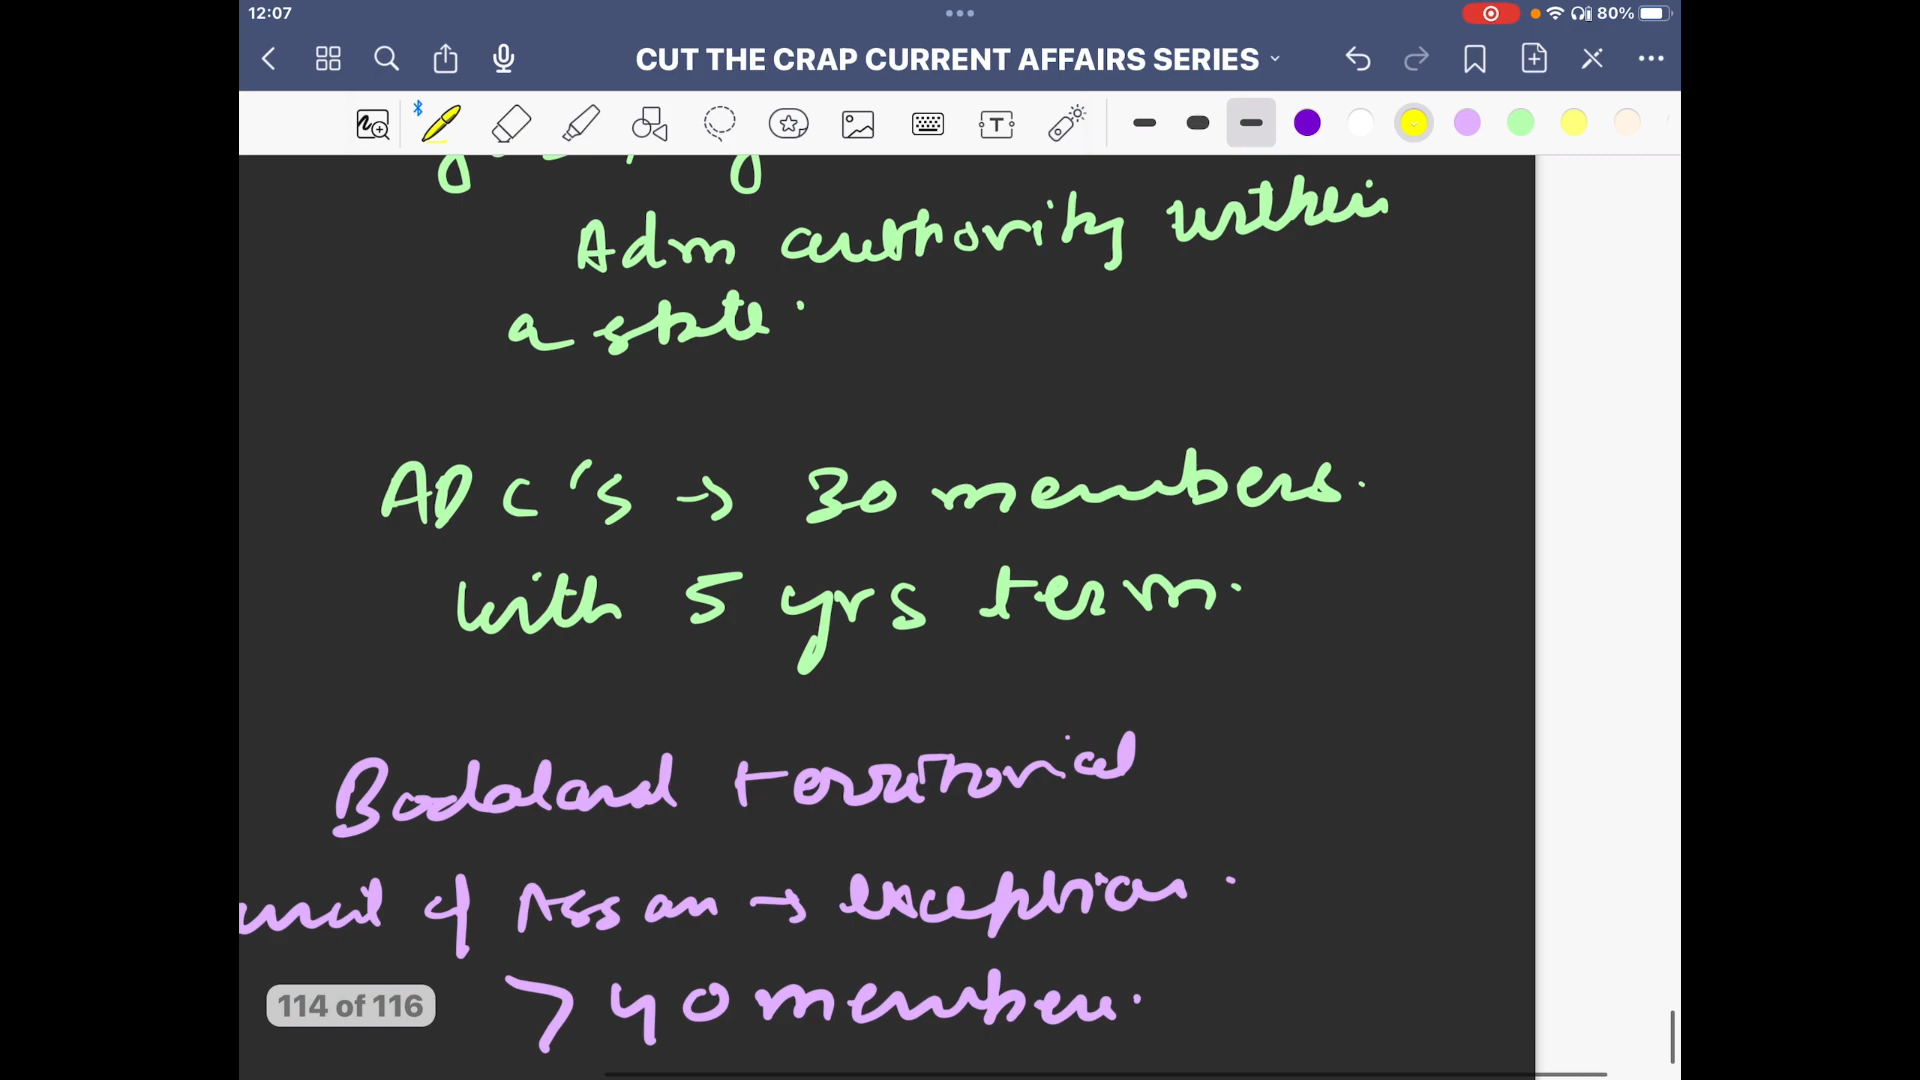 12:07
80%
CUT THE CRAP CURRENT AFFAIRS SERIES
T
Adm authority within
a state.
ADC's → 30 members.
with 5 yrs term.
Bodoland territorial
of Assam → exception.
> 40 members.
114 of 116